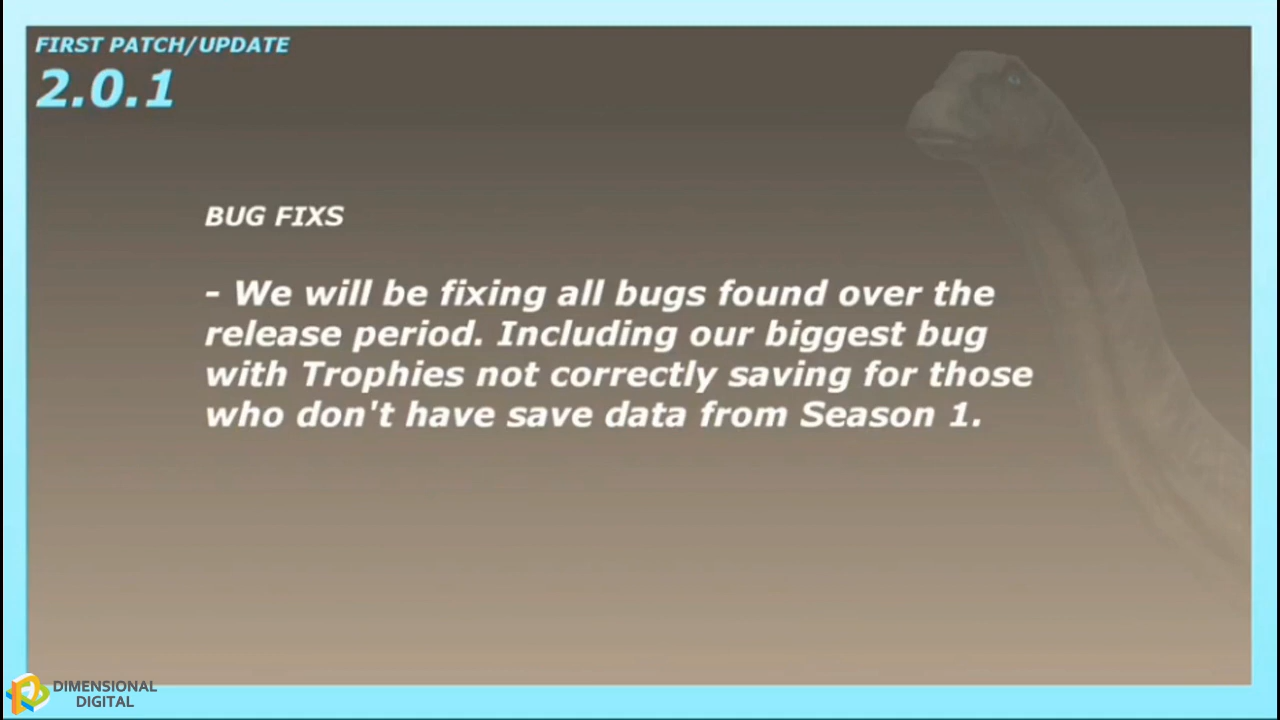 FIRST PATCH/UPDATE
2.0.1
BUG FIXS
- We will be fixing all bugs found over the
release period. Including our biggest bug
with Trophies not correctly saving for those
who don't have save data from Season 1.
DIMENSIONAL
DIGITAL